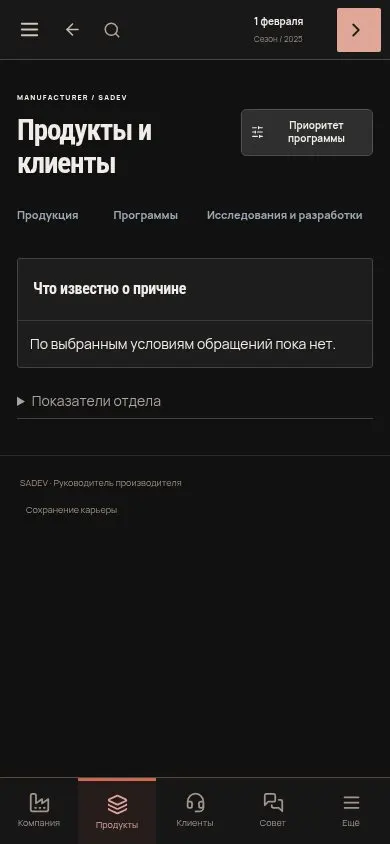 1 февраля
Сезон / 2025
MANUFACTURER / SADEV
Продукты и
клиенты
Приоритет
программы
Продукция Программы Исследования и разработки
Что известно о причине
По выбранным условиям обращений пока нет.
Показатели отдела
SADEV · Руководитель производителя
Сохранение карьеры
Компания Продукты Клиенты Совет Ещё